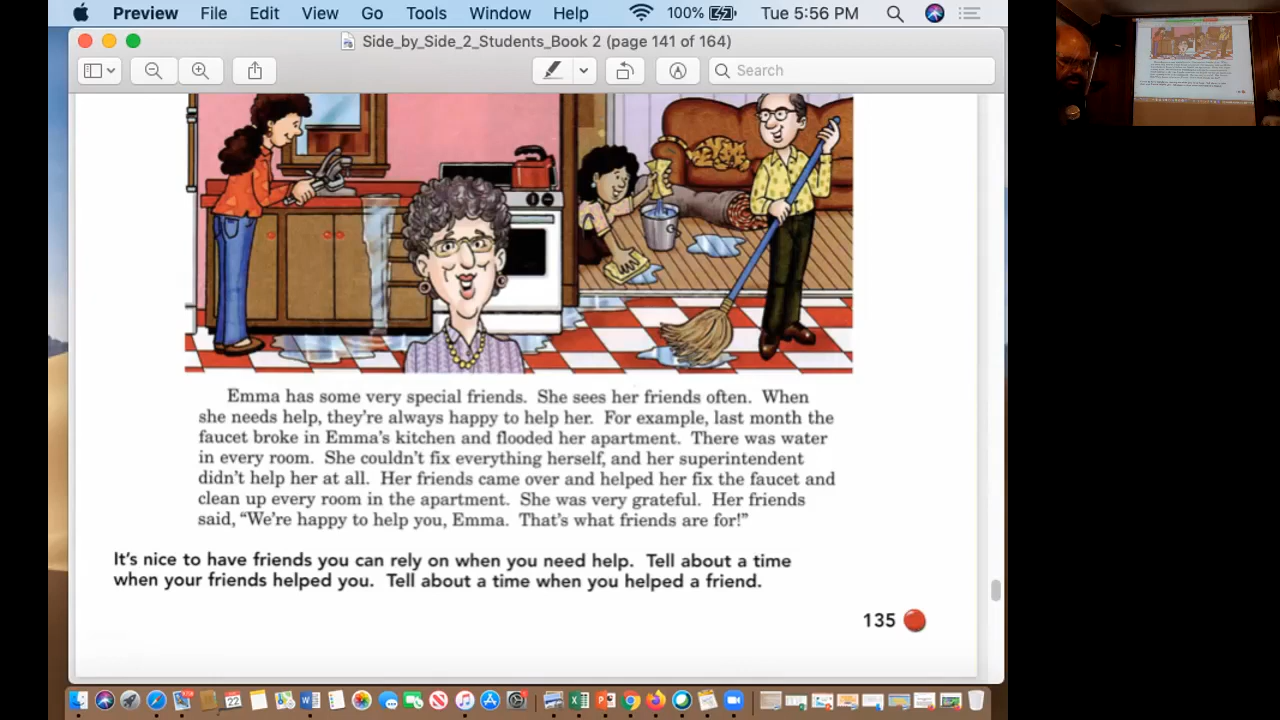 Preview File Edit View Go Tools Window Help 100% Tue 5:56 PM
Side_by_Side_2_Students_Book 2 (page 141 of 164)
Search
Emma has some very special friends. She sees her friends often. When
she needs help, they're always happy to help her. For example, last month the
faucet broke in Emma's kitchen and flooded her apartment. There was water
in every room. She couldn't fix everything herself, and her superintendent
didn't help her at all. Her friends came over and helped her fix the faucet and
clean up every room in the apartment. She was very grateful. Her friends
said, “We're happy to help you, Emma. That's what friends are for!”
It's nice to have friends you can rely on when you need help. Tell about a time
when your friends helped you. Tell about a time when you helped a friend.
135
22